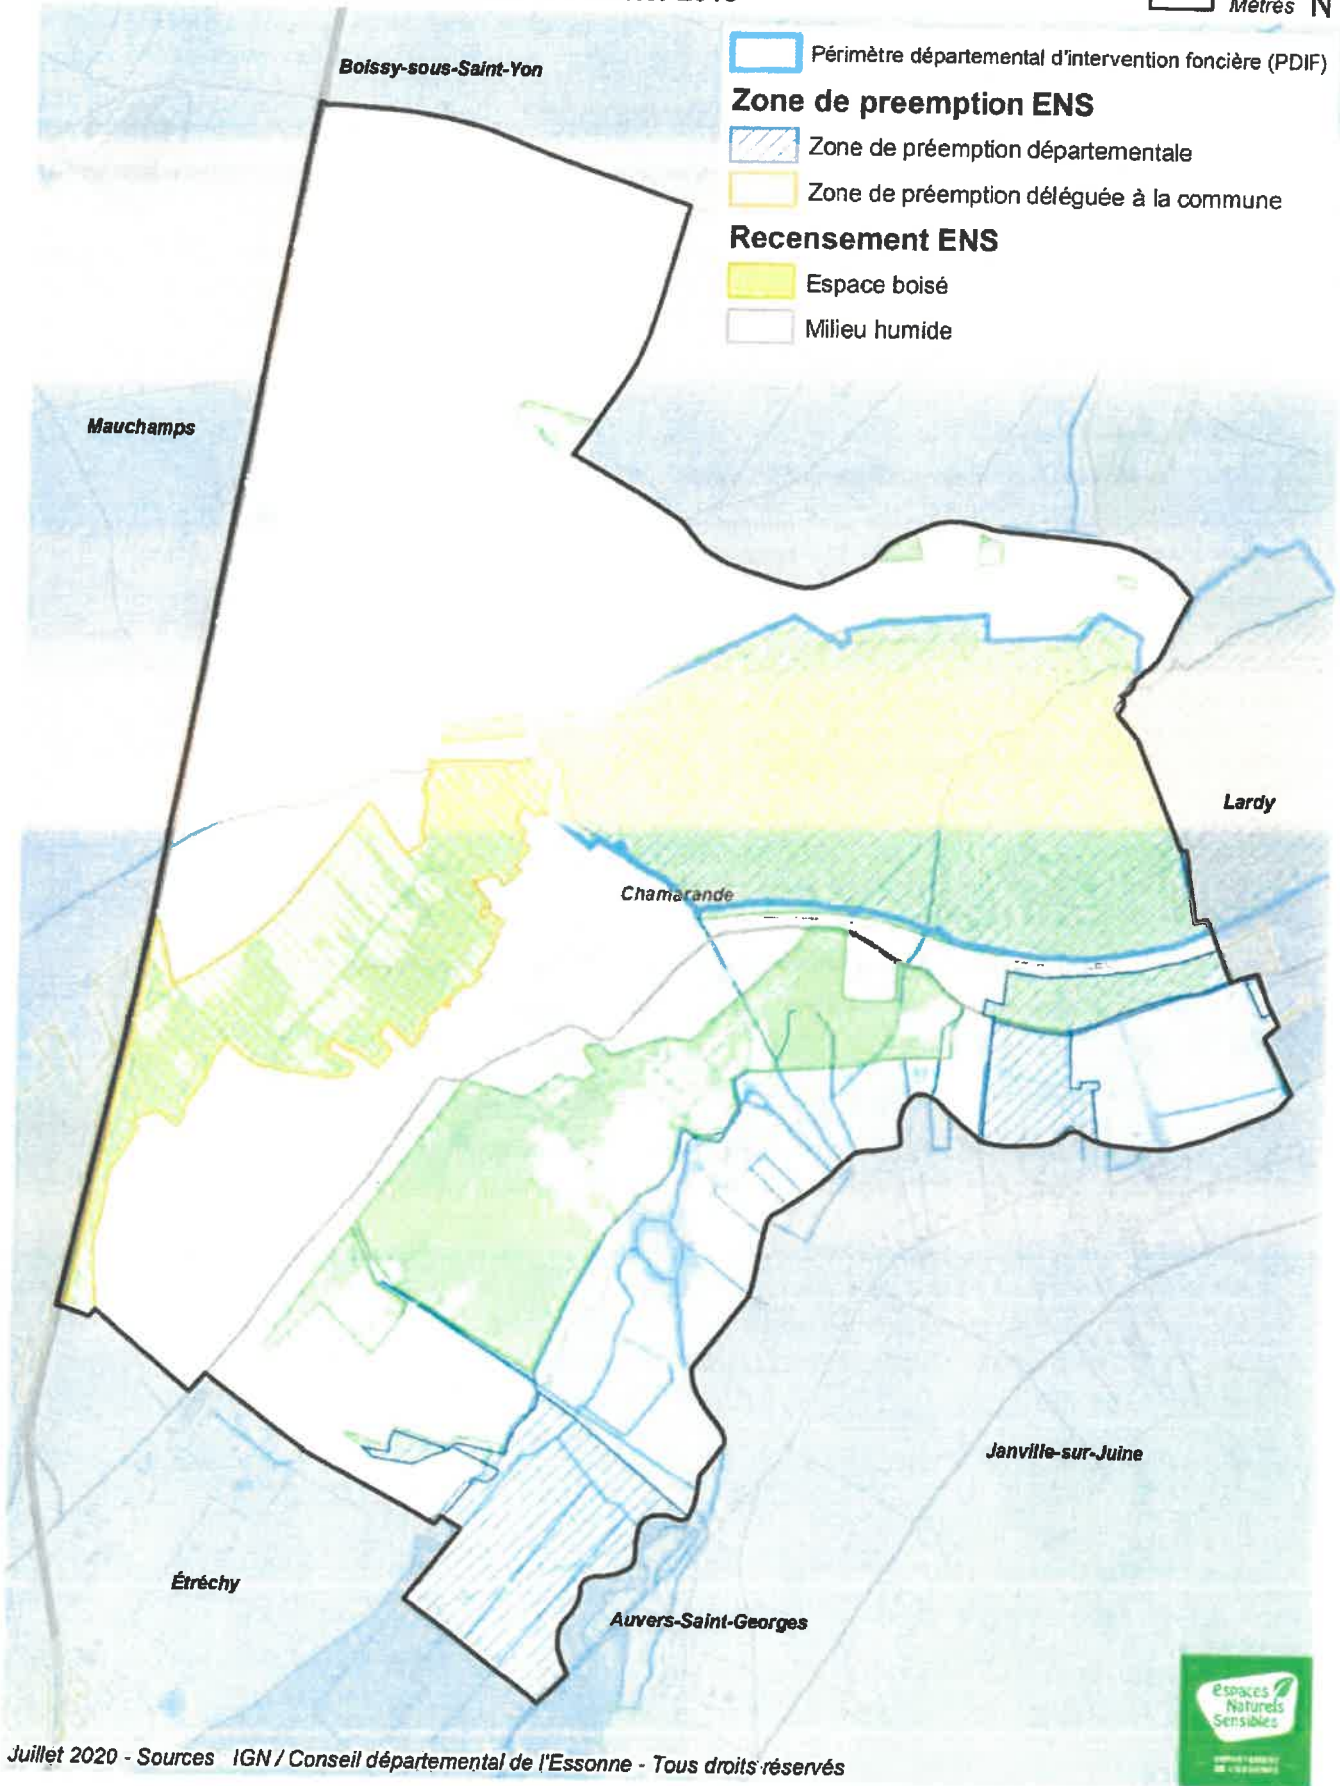 Mètres N
Boissy-sous-Saint-Yon
Périmètre départemental d'intervention foncière (PDIF)
Zone de preemption ENS
Zone de préemption départementale
Zone de préemption déléguée à la commune
Recensement ENS
Espace boisé
Milieu humide
Mauchamps
Lardy
Chamarande
Janville-sur-Juine
Étréchy
Auvers-Saint-Georges
espaces
Naturels
Sensibles
Juillet 2020 - Sources IGN / Conseil départemental de l'Essonne - Tous droits réservés